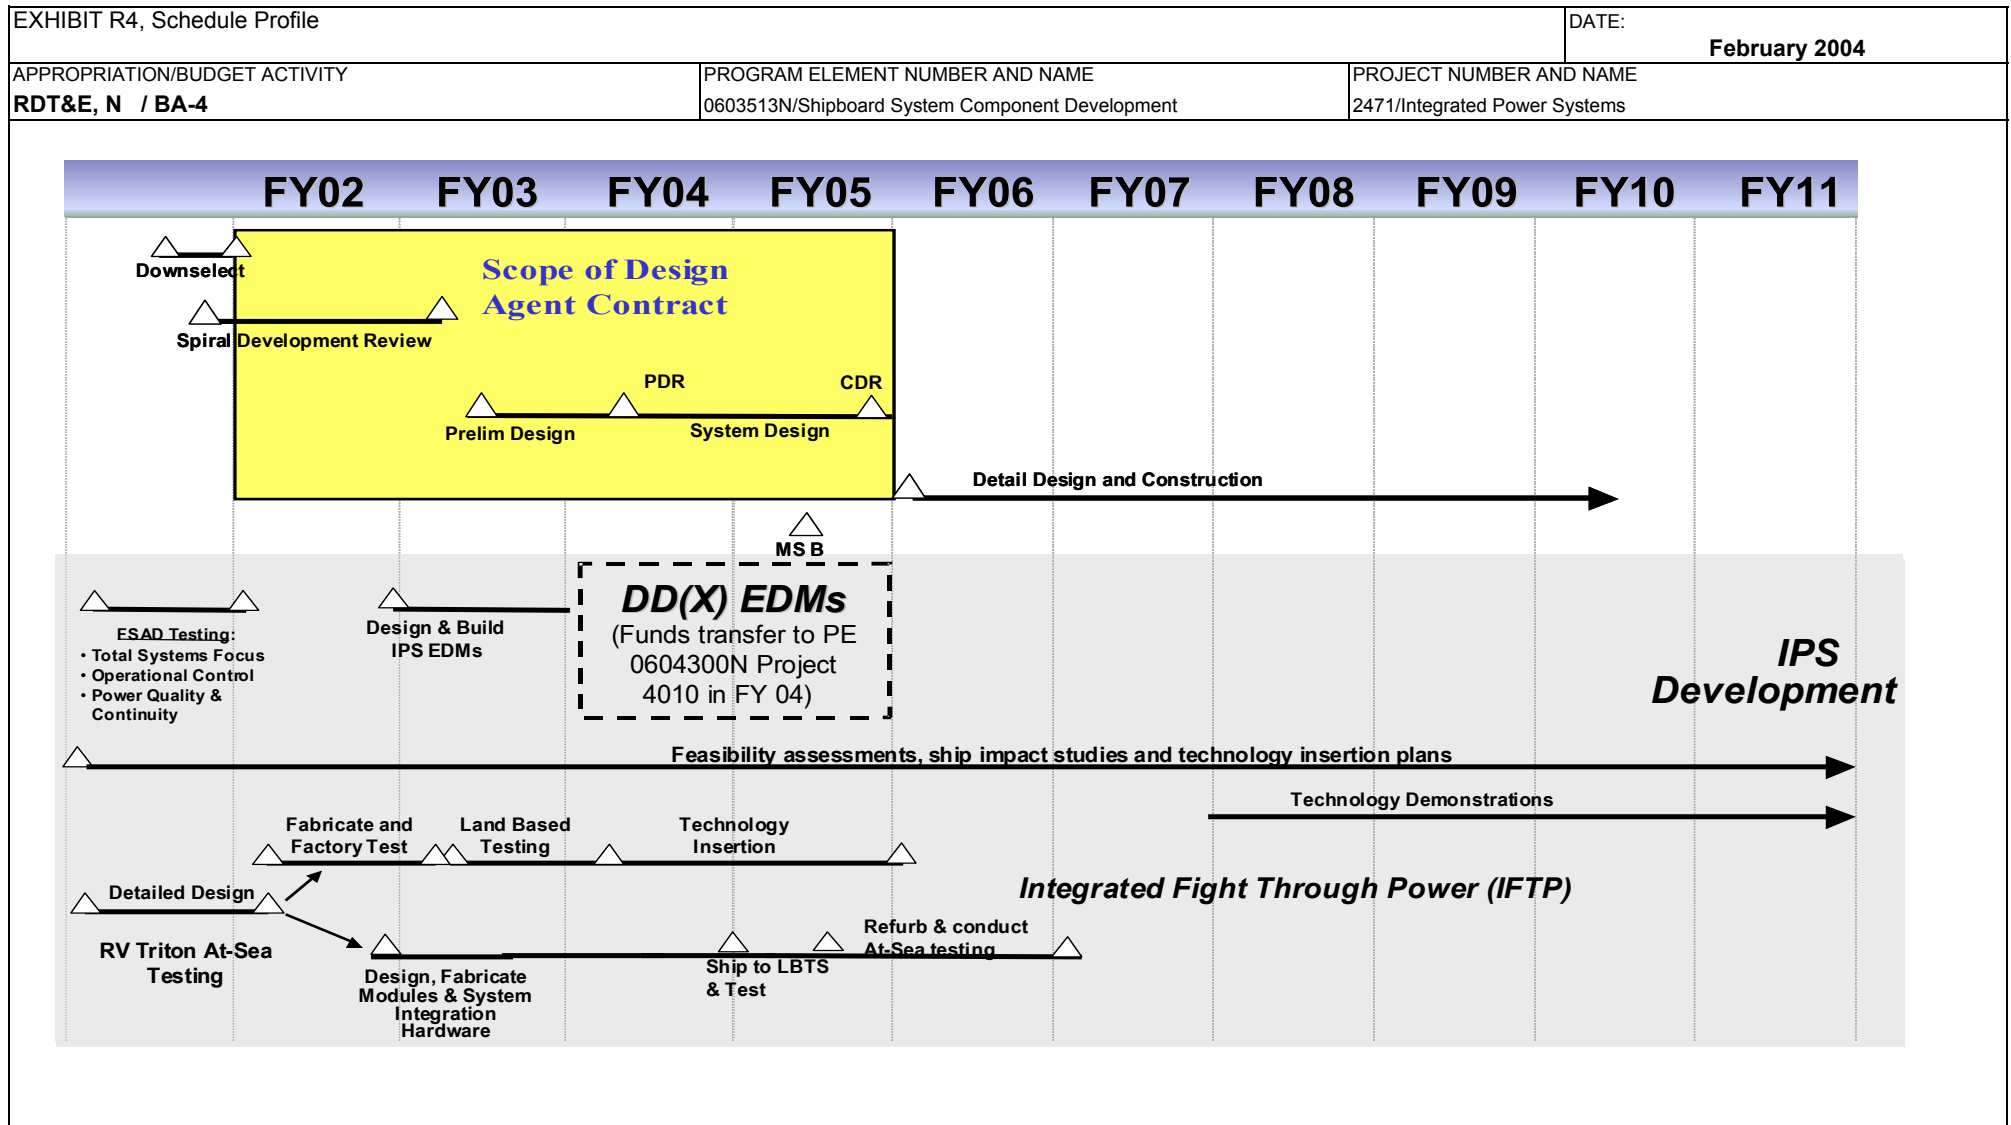 EXHIBIT R4, Schedule Profile
DATE:
February 2004
APPROPRIATION/BUDGET ACTIVITY
PROGRAM ELEMENT NUMBER AND NAME
PROJECT NUMBER AND NAME
RDT&E, N / BA-4
0603513N/Shipboard System Component Development
2471/Integrated Power Systems
FY02 FY03 FY04 FY05 FY06 FY07 FY08 FY09 FY10 FY11
Downselect
Scope of Design
Agent Contract
Spiral Development Review
PDR
CDR
Prelim Design
System Design
Detail Design and Construction
MS B
ESAD Testing:
• Total Systems Focus
• Operational Control
• Power Quality &
Continuity
Design & Build
IPS EDMs
DD(X) EDMs
(Funds transfer to PE
0604300N Project
4010 in FY 04)
IPS
Development
Feasibility assessments, ship impact studies and technology insertion plans
Technology Demonstrations
Fabricate and
Factory Test
Land Based
Testing
Technology
Insertion
Detailed Design
Integrated Fight Through Power (IFTP)
RV Triton At-Sea
Testing
Refurb & conduct
At-Sea testing
Ship to LBTS
& Test
Design, Fabricate
Modules & System
Integration
Hardware